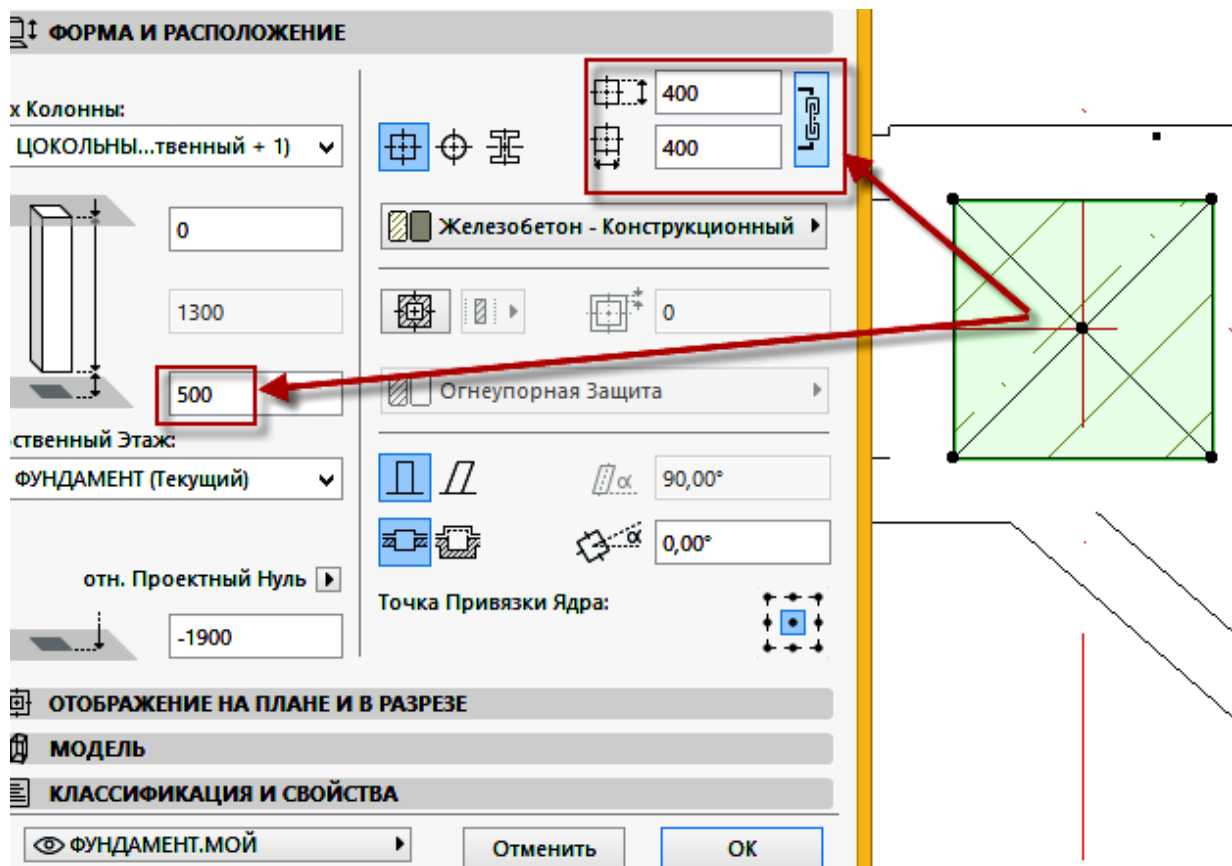 ФОРМА И РАСПОЛОЖЕНИЕ
х Колонны:
ЦОКОЛЬНЫ...твенный + 1)
0
1300
500
ственный Этаж:
ФУНДАМЕНТ (Текущий)
отн. Проектный Нуль
-1900
400
400
Железобетон - Конструкционный
0
Огнеупорная Защита
α
90,00°
α
0,00°
Точка Привязки Ядра:
ОТОБРАЖЕНИЕ НА ПЛАНЕ И В РАЗРЕЗЕ
МОДЕЛЬ
КЛАССИФИКАЦИЯ И СВОЙСТВА
ФУНДАМЕНТ.МОЙ
Отменить
ОК